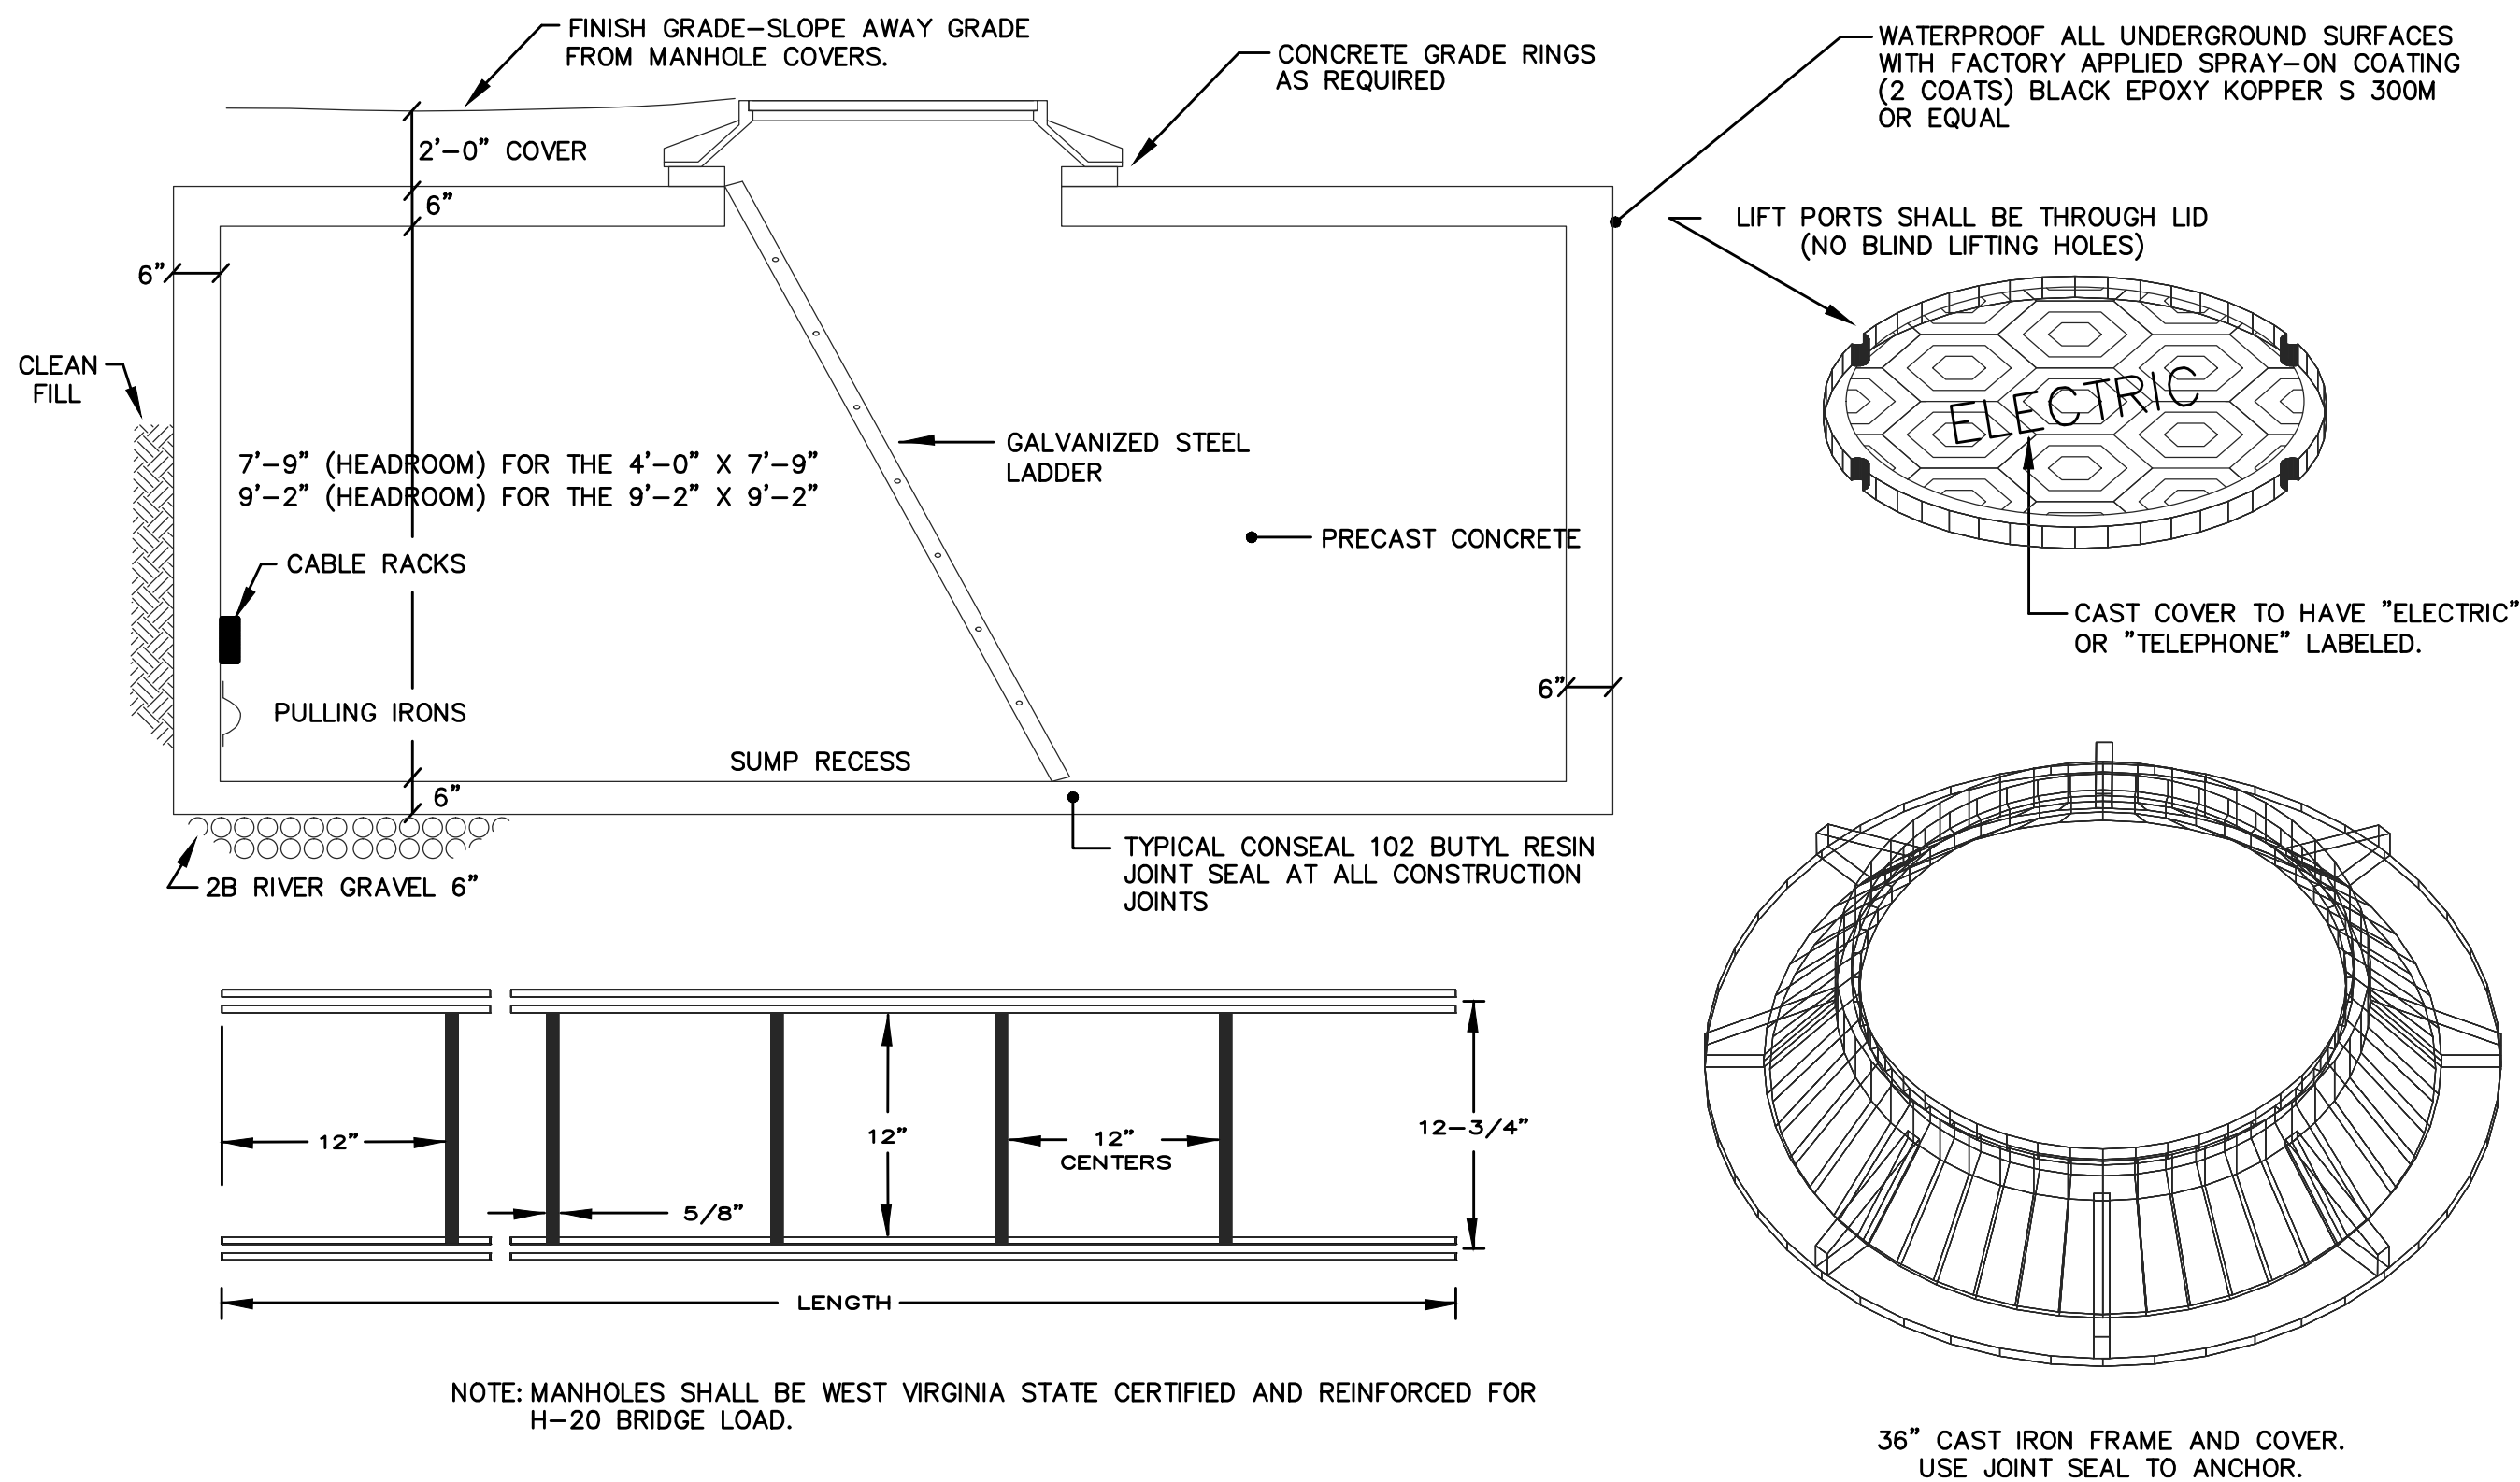 FINISH GRADE-SLOPE AWAY GRADE
FROM MANHOLE COVERS.
CONCRETE GRADE RINGS
AS REQUIRED
WATERPROOF ALL UNDERGROUND SURFACES
WITH FACTORY APPLIED SPRAY-ON COATING
(2 COATS) BLACK EPOXY KOPPER S 300M
OR EQUAL
2'-0" COVER
6"
6"
LIFT PORTS SHALL BE THROUGH LID
(NO BLIND LIFTING HOLES)
CLEAN
FILL
ELECTRIC
7'-9" (HEADROOM) FOR THE 4'-0" X 7'-9"
9'-2" (HEADROOM) FOR THE 9'-2" X 9'-2"
GALVANIZED STEEL
LADDER
PRECAST CONCRETE
CABLE RACKS
CAST COVER TO HAVE "ELECTRIC"
OR "TELEPHONE" LABELED.
6"
PULLING IRONS
SUMP RECESS
6"
2B RIVER GRAVEL 6"
TYPICAL CONSEAL 102 BUTYL RESIN
JOINT SEAL AT ALL CONSTRUCTION
JOINTS
12"
12"
12"
CENTERS
12-3/4"
5/8"
LENGTH
NOTE: MANHOLES SHALL BE WEST VIRGINIA STATE CERTIFIED AND REINFORCED FOR
H-20 BRIDGE LOAD.
36" CAST IRON FRAME AND COVER.
USE JOINT SEAL TO ANCHOR.